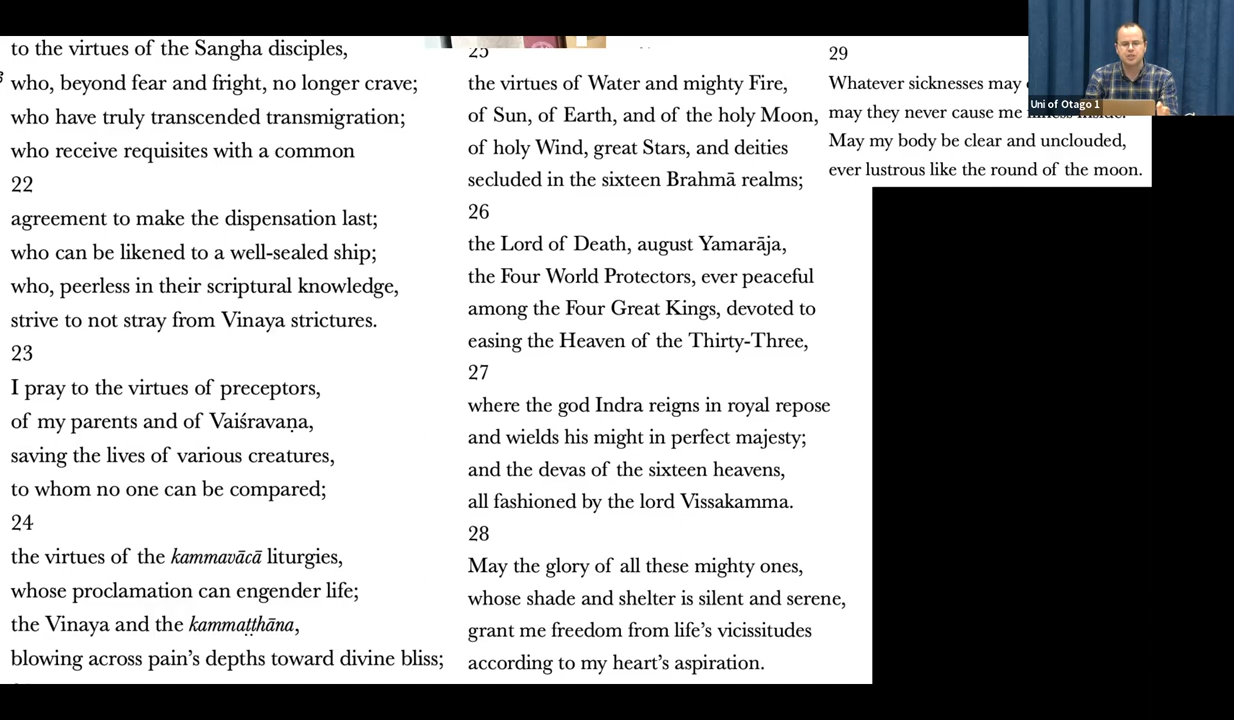 to the virtues of the Sangha disciples,
who, beyond fear and fright, no longer crave;
who have truly transcended transmigration;
who receive requisites with a common
22
agreement to make the dispensation last;
who can be likened to a well-sealed ship;
who, peerless in their scriptural knowledge,
strive to not stray from Vinaya strictures.
23
I pray to the virtues of preceptors,
of my parents and of Vaiśravaṇa,
saving the lives of various creatures,
to whom no one can be compared;
24
the virtues of the kammavācā liturgies,
whose proclamation can engender life;
the Vinaya and the kammaṭṭhāna,
blowing across pain's depths toward divine bliss;
25
the virtues of Water and mighty Fire,
of Sun, of Earth, and of the holy Moon,
of holy Wind, great Stars, and deities
secluded in the sixteen Brahmā realms;
26
the Lord of Death, august Yamarāja,
the Four World Protectors, ever peaceful
among the Four Great Kings, devoted to
easing the Heaven of the Thirty-Three,
27
where the god Indra reigns in royal repose
and wields his might in perfect majesty;
and the devas of the sixteen heavens,
all fashioned by the lord Vissakamma.
28
May the glory of all these mighty ones,
whose shade and shelter is silent and serene,
grant me freedom from life's vicissitudes
according to my heart's aspiration.
29
Whatever sicknesses may
may they never cause me illness inside.
May my body be clear and unclouded,
ever lustrous like the round of the moon.
Uni of Otago 1